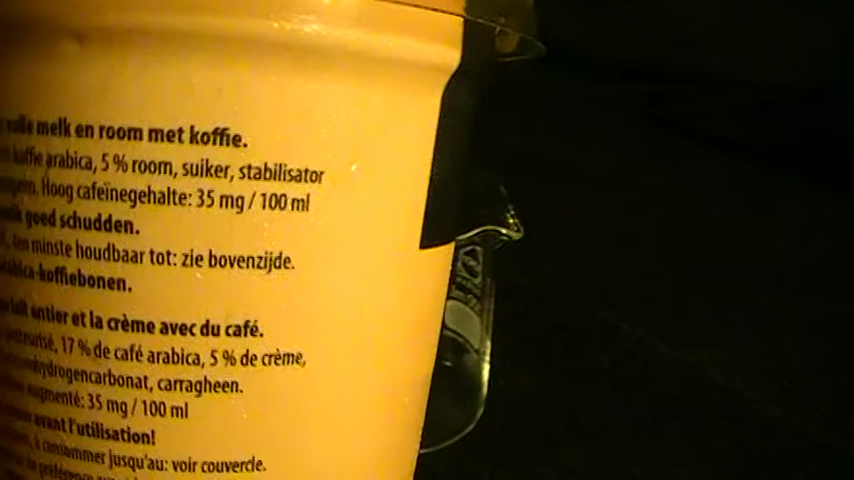 volle melk en room met koffie.
koffie arabica, 5 % room, suiker, stabilisator
Hoog cafeïnegehalte: 35 mg / 100 ml
goed schudden.
ten minste houdbaar tot: zie bovenzijde.
arabica-koffiebonen.
lait entier et la crème avec du café.
17 % de café arabica, 5 % de crème,
carragheen.
augmenté: 35 mg / 100 ml
avant l'utilisation!
à consommer jusqu'au: voir couvercle.